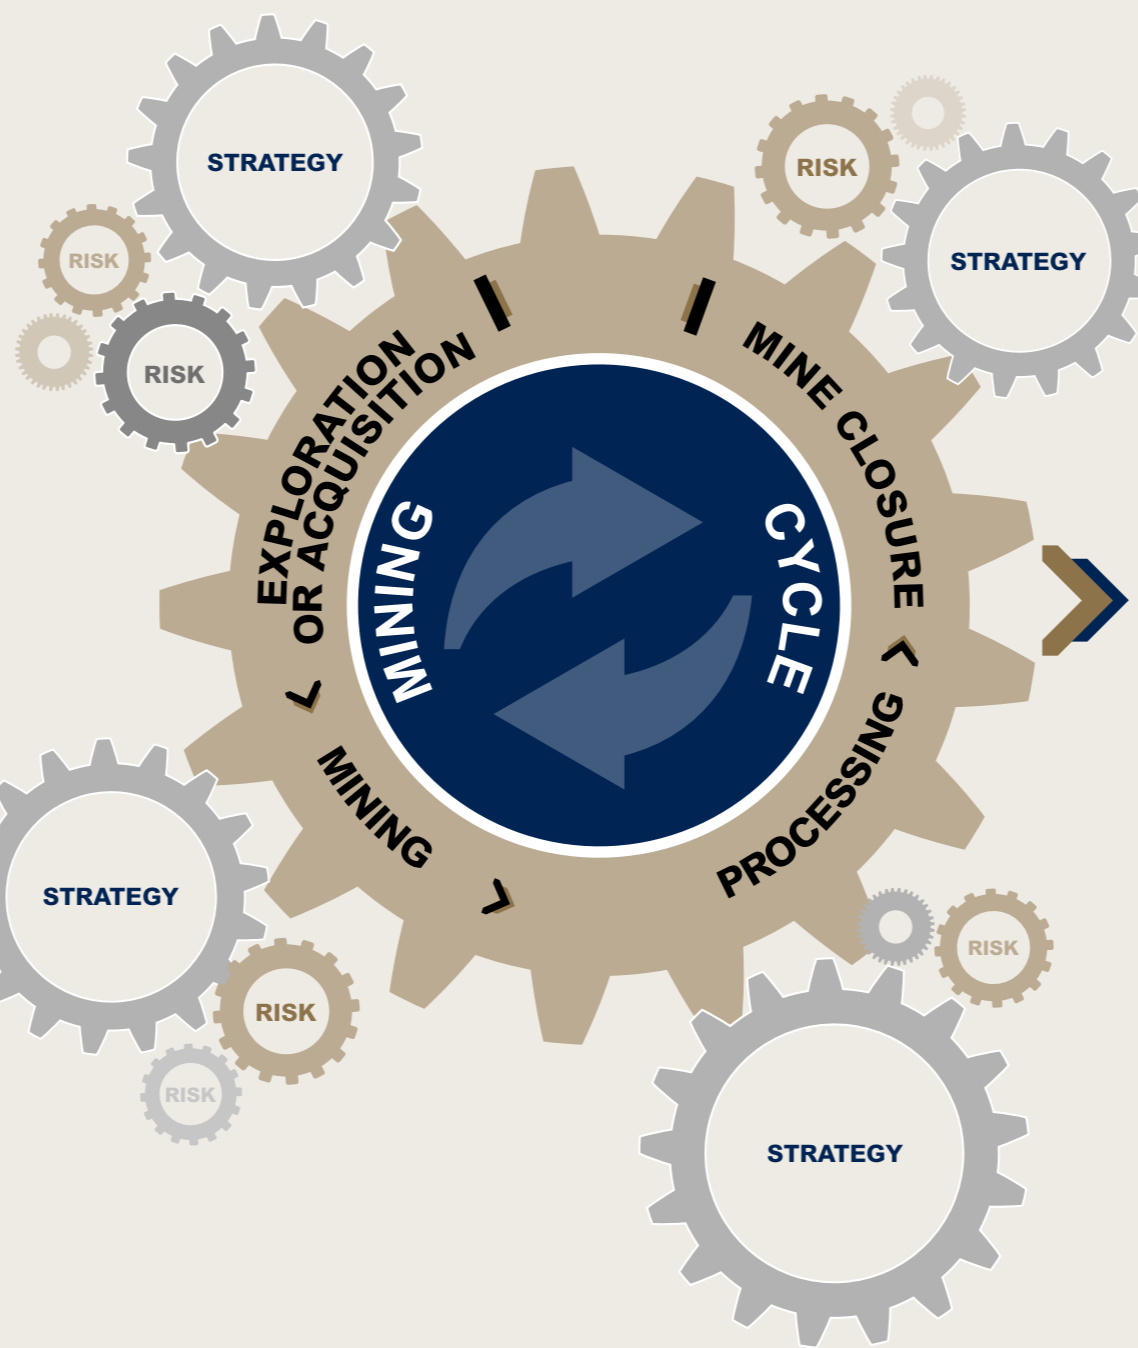 STRATEGY
RISK
RISK
RISK
STRATEGY
EXPLORATION
OR ACQUISITION
MINING
PROCESSING
MINE CLOSURE
MINING
CYCLE
STRATEGY
RISK
RISK
RISK
STRATEGY